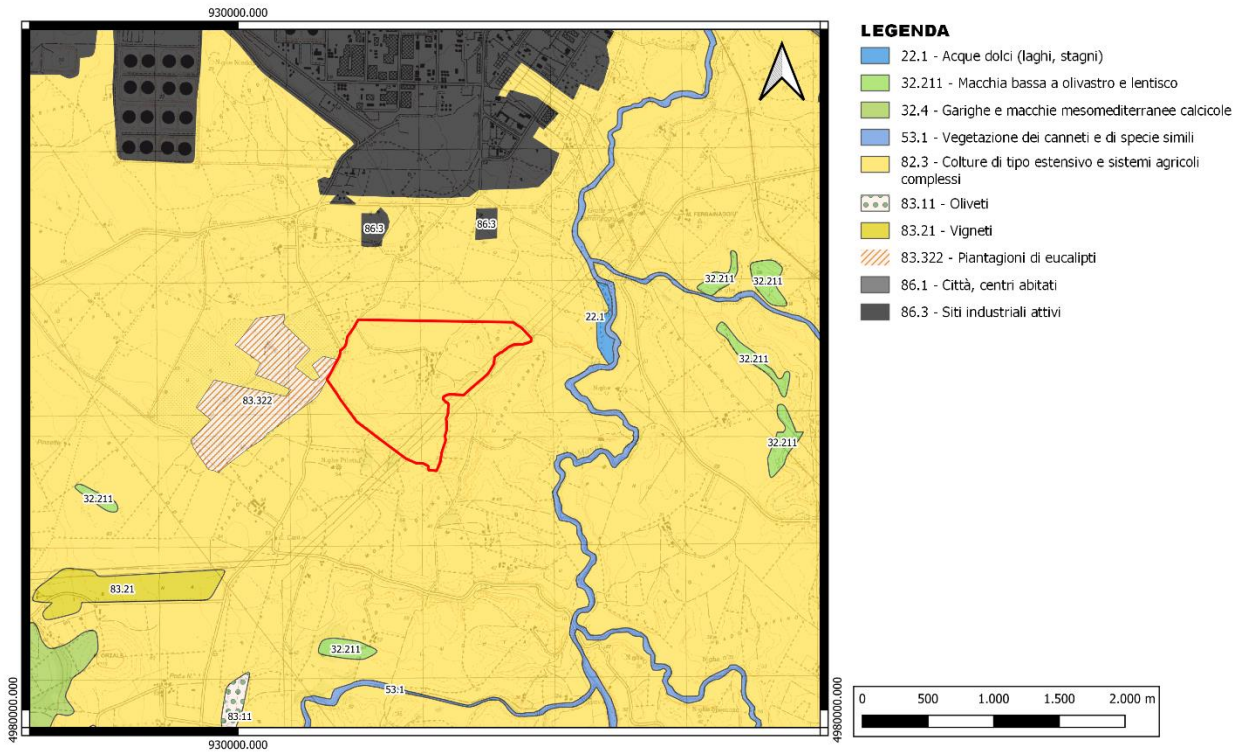 930000.000
LEGENDA
22.1 - Acque dolci (laghi, stagni)
32.211 - Macchia bassa a olivastro e lentisco
32.4 - Garighe e macchie mesomediterranee calcicole
53.1 - Vegetazione dei canneti e di specie simili
82.3 - Colture di tipo estensivo e sistemi agricoli
complessi
83.11 - Oliveti
83.21 - Vigneti
83.322 - Piantagioni di eucalipti
86.1 - Città, centri abitati
86.3 - Siti industriali attivi
86.3
86.3
32.211
32.211
22.1
32.211
83.322
32.211
32.211
83.21
32.211
53.1
83.11
4980000.000
4980000.000
930000.000
0 500 1.000 1.500 2.000 m